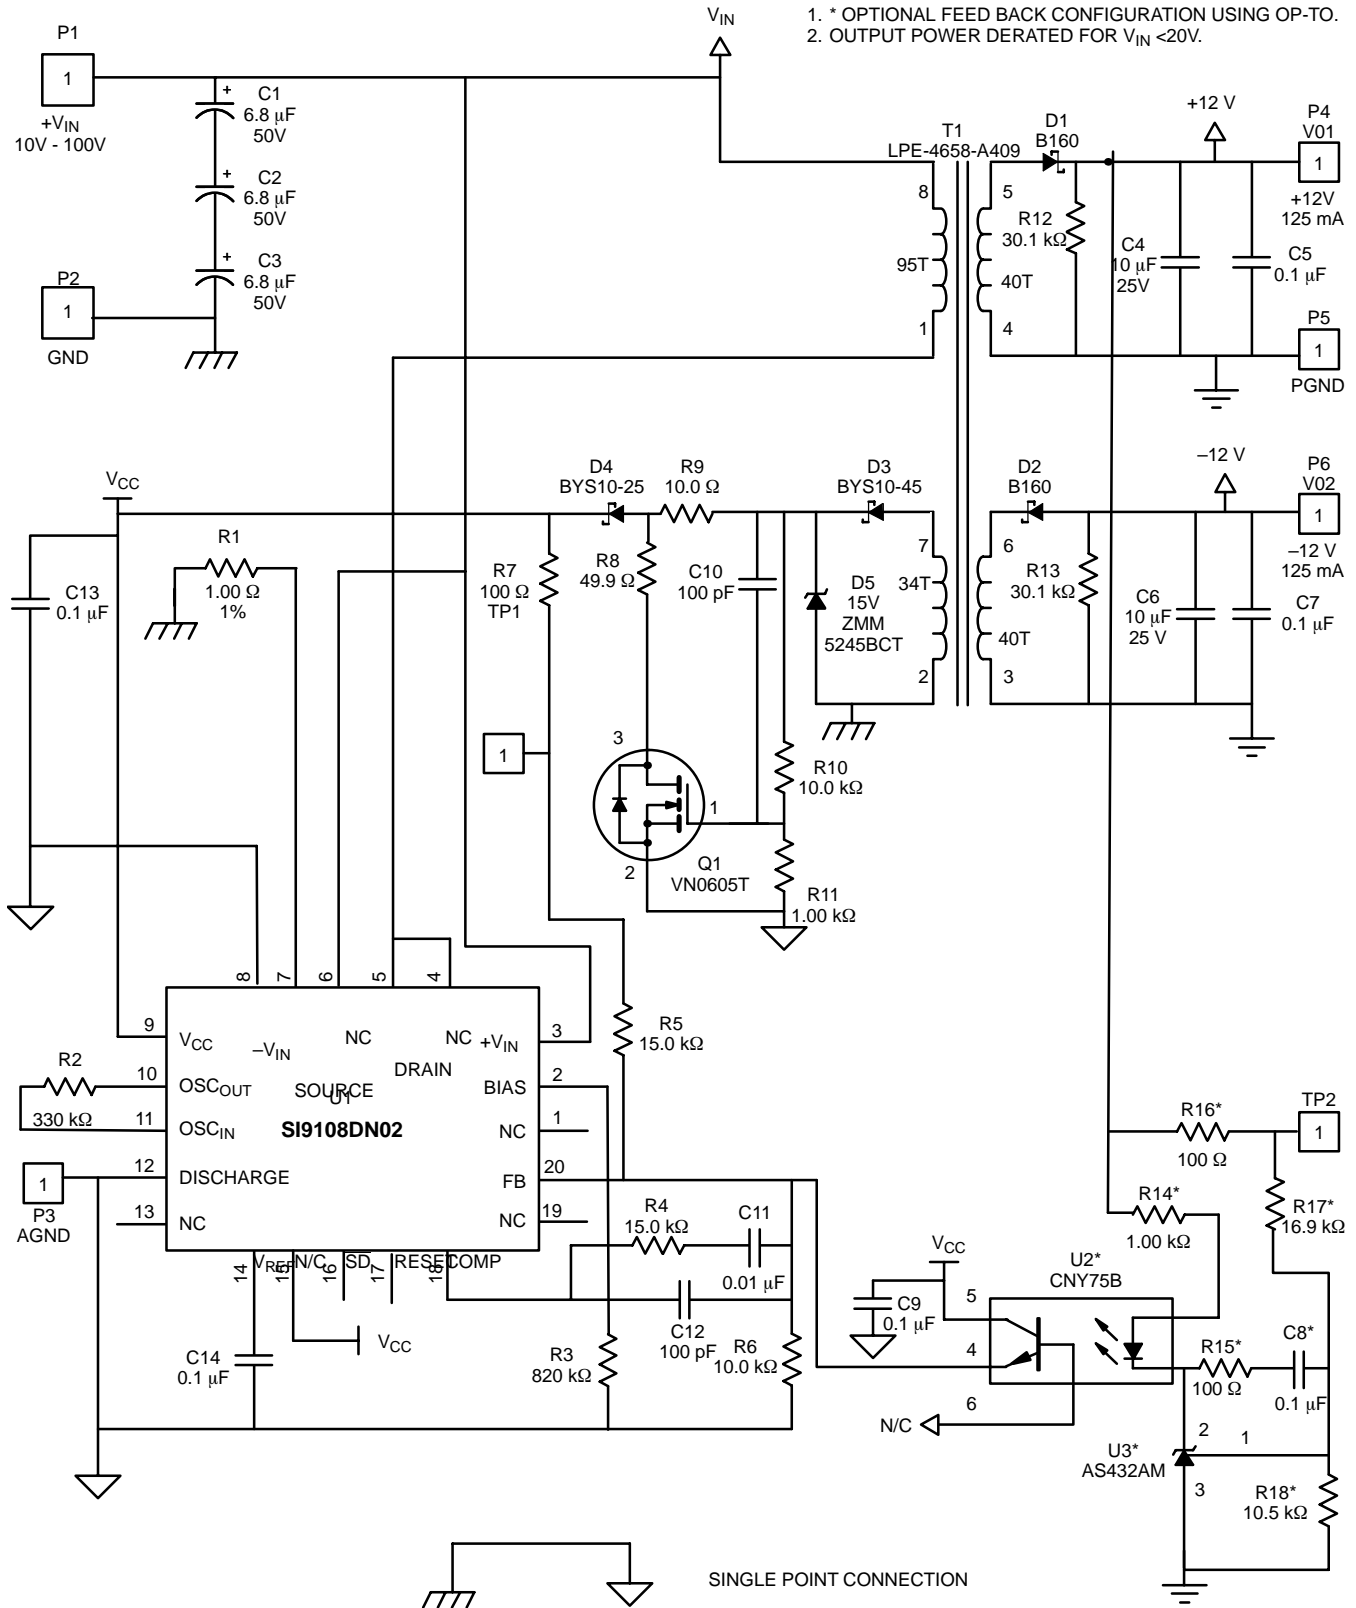 1. * OPTIONAL FEED BACK CONFIGURATION USING OP-TO.
2. OUTPUT POWER DERATED FOR VIN <20V.
VIN
P1
1
+VIN
10V - 100V
+ C1
6.8 µF
50V
+ C2
6.8 µF
50V
+ C3
6.8 µF
50V
P2
1
GND
T1
LPE-4658-A409
8
95T
1
5
40T
4
D1
B160
R12
30.1 kΩ
C4
10 µF
25V
+12 V
C5
0.1 µF
P4
V01
1
+12V
125 mA
P5
1
PGND
VCC
C13
0.1 µF
R1
1.00 Ω
1%
D4
BYS10-25
R9
10.0 Ω
D3
BYS10-45
R7
100 Ω
TP1
1
R8
49.9 Ω
C10
100 pF
D5
15V
ZMM
5245BCT
7
34T
2
6
40T
3
D2
B160
R13
30.1 kΩ
C6
10 µF
25 V
–12 V
C7
0.1 µF
P6
V02
1
–12 V
125 mA
3
1
2
Q1
VN0605T
R10
10.0 kΩ
R11
1.00 kΩ
8 7 6 5 4
9 VCC
–VIN
NC
NC
+VIN 3
DRAIN
SOURCE
U1
SI9108DN02
R2
330 kΩ
10 OSCOUT
11 OSCIN
12 DISCHARGE
13 NC
BIAS 2
NC 1
FB 20
NC 19
P3
1
AGND
14 15 16 17 18
VREF N/C SD RESET COMP
VCC
C14
0.1 µF
R5
15.0 kΩ
R4
15.0 kΩ
C11
0.01 µF
C12
100 pF
R3
820 kΩ
R6
10.0 kΩ
VCC
C9
0.1 µF
5
4
6
N/C
U2*
CNY75B
R16*
100 Ω
TP2
1
R14*
1.00 kΩ
R17*
16.9 kΩ
R15*
100 Ω
C8*
0.1 µF
U3*
AS432AM
2
1
3
R18*
10.5 kΩ
SINGLE POINT CONNECTION